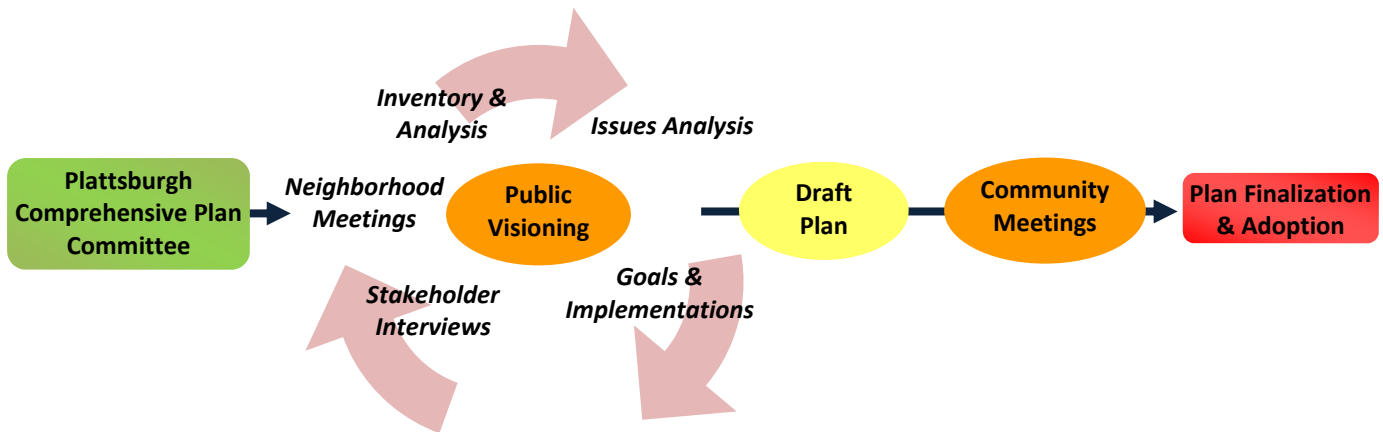 Plattsburgh
Comprehensive Plan
Committee
Neighborhood
Meetings
Inventory &
Analysis
Issues Analysis
Public
Visioning
Stakeholder
Interviews
Goals &
Implementations
Draft
Plan
Community
Meetings
Plan Finalization
& Adoption